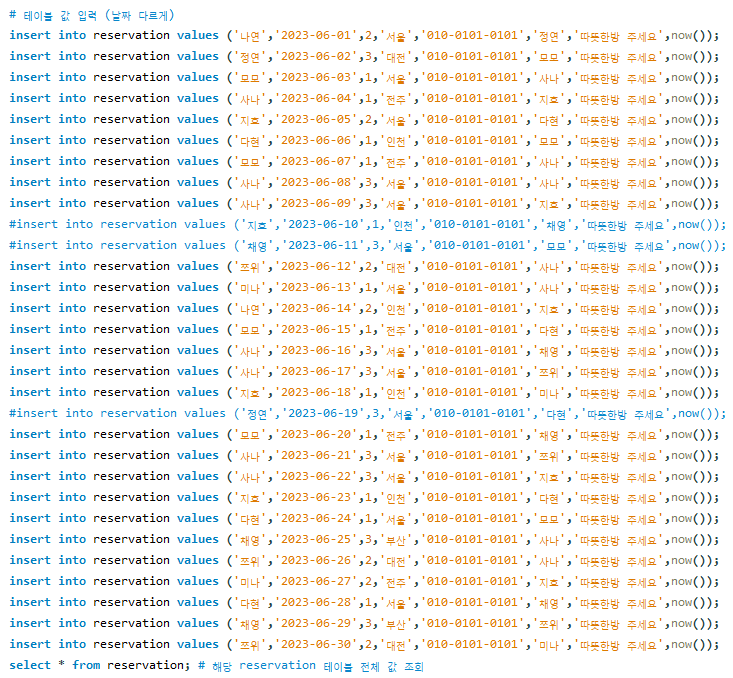 # 테이블 값 입력 (날짜 다르게)
insert into reservation values ('나연','2023-06-01',2,'서울','010-0101-0101','정연','따뜻한방 주세요',now());
insert into reservation values ('정연','2023-06-02',3,'대전','010-0101-0101','모모','따뜻한방 주세요',now());
insert into reservation values ('모모','2023-06-03',1,'서울','010-0101-0101','사나','따뜻한방 주세요',now());
insert into reservation values ('사나','2023-06-04',1,'전주','010-0101-0101','지효','따뜻한방 주세요',now());
insert into reservation values ('지효','2023-06-05',2,'서울','010-0101-0101','다현','따뜻한방 주세요',now());
insert into reservation values ('다현','2023-06-06',1,'인천','010-0101-0101','모모','따뜻한방 주세요',now());
insert into reservation values ('모모','2023-06-07',1,'전주','010-0101-0101','사나','따뜻한방 주세요',now());
insert into reservation values ('사나','2023-06-08',3,'서울','010-0101-0101','사나','따뜻한방 주세요',now());
insert into reservation values ('사나','2023-06-09',3,'서울','010-0101-0101','지효','따뜻한방 주세요',now());
#insert into reservation values ('지효','2023-06-10',1,'인천','010-0101-0101','채영','따뜻한방 주세요',now());
#insert into reservation values ('채영','2023-06-11',3,'서울','010-0101-0101','모모','따뜻한방 주세요',now());
insert into reservation values ('쯔위','2023-06-12',2,'대전','010-0101-0101','사나','따뜻한방 주세요',now());
insert into reservation values ('미나','2023-06-13',1,'서울','010-0101-0101','사나','따뜻한방 주세요',now());
insert into reservation values ('나연','2023-06-14',2,'인천','010-0101-0101','지효','따뜻한방 주세요',now());
insert into reservation values ('모모','2023-06-15',1,'전주','010-0101-0101','다현','따뜻한방 주세요',now());
insert into reservation values ('사나','2023-06-16',3,'서울','010-0101-0101','채영','따뜻한방 주세요',now());
insert into reservation values ('사나','2023-06-17',3,'서울','010-0101-0101','쯔위','따뜻한방 주세요',now());
insert into reservation values ('지효','2023-06-18',1,'인천','010-0101-0101','미나','따뜻한방 주세요',now());
#insert into reservation values ('정연','2023-06-19',3,'서울','010-0101-0101','다현','따뜻한방 주세요',now());
insert into reservation values ('모모','2023-06-20',1,'전주','010-0101-0101','채영','따뜻한방 주세요',now());
insert into reservation values ('사나','2023-06-21',3,'서울','010-0101-0101','쯔위','따뜻한방 주세요',now());
insert into reservation values ('사나','2023-06-22',3,'서울','010-0101-0101','지효','따뜻한방 주세요',now());
insert into reservation values ('지효','2023-06-23',1,'인천','010-0101-0101','다현','따뜻한방 주세요',now());
insert into reservation values ('다현','2023-06-24',1,'서울','010-0101-0101','모모','따뜻한방 주세요',now());
insert into reservation values ('채영','2023-06-25',3,'부산','010-0101-0101','사나','따뜻한방 주세요',now());
insert into reservation values ('쯔위','2023-06-26',2,'대전','010-0101-0101','사나','따뜻한방 주세요',now());
insert into reservation values ('미나','2023-06-27',2,'전주','010-0101-0101','지효','따뜻한방 주세요',now());
insert into reservation values ('다현','2023-06-28',1,'서울','010-0101-0101','채영','따뜻한방 주세요',now());
insert into reservation values ('채영','2023-06-29',3,'부산','010-0101-0101','쯔위','따뜻한방 주세요',now());
insert into reservation values ('쯔위','2023-06-30',2,'대전','010-0101-0101','미나','따뜻한방 주세요',now());
select * from reservation; # 해당 reservation 테이블 전체 값 조회